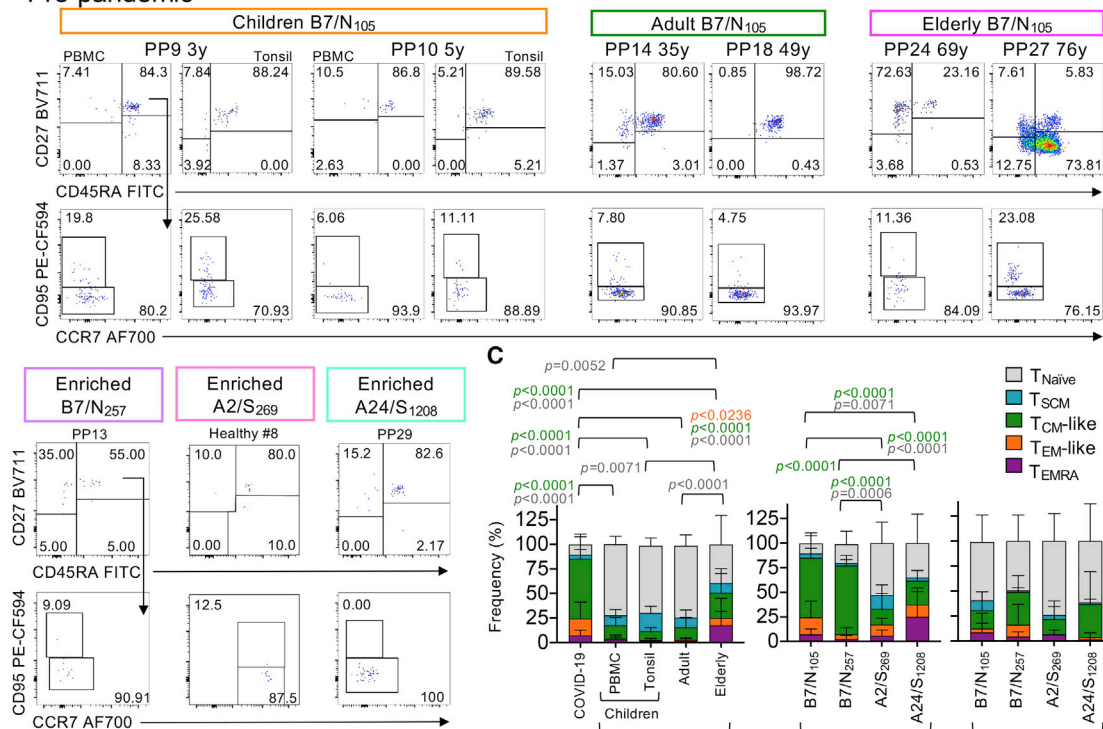 Children B7/N105
Adult B7/N105
Elderly B7/N105
PBMC PP9 3y Tonsil
PBMC PP10 5y Tonsil
PP14 35y PP18 49y
PP24 69y PP27 76y
CD27 BV711
7.41 84.3
0.00 8.33
7.84 88.24
3.92 0.00
10.5 86.8
2.63 0.00
5.21 89.58
5.21
15.03 80.60
1.37 3.01
0.85 98.72
0.00 0.43
72.63 23.16
3.68 0.53
7.61 5.83
12.75 73.81
CD45RA FITC
CD95 PE-CF594
19.8
80.2
25.58
70.93
6.06
93.9
11.11
88.89
7.80
90.85
4.75
93.97
11.36
84.09
23.08
76.15
CCR7 AF700
Enriched
B7/N257
Enriched
A2/S269
Enriched
A24/S1208
PP13
Healthy #8
PP29
CD27 BV711
35.00 55.00
5.00 5.00
10.0 80.0
0.00 10.0
15.2 82.6
0.00 2.17
CD45RA FITC
CD95 PE-CF594
9.09
90.91
12.5
87.5
0.00
100
CCR7 AF700
C
p=0.0052
p<0.0001
p<0.0001
p<0.0236
p<0.0001
p<0.0001
p<0.0001
p<0.0001
p=0.0071
p<0.0001
p<0.0001
p<0.0001
p<0.0001
p=0.0071
p<0.0001
p<0.0001
p<0.0001
p<0.0001
p=0.0006
TNaïve
TSCM
TCM-like
TEM-like
TEMRA
Frequency (%)
125
100
75
50
25
0
COVID-19
PBMC
Tonsil
Adult
Elderly
Children
125
100
75
50
25
0
B7/N105
B7/N257
A2/S269
A24/S1208
B7/N105
B7/N257
A2/S269
A24/S1208